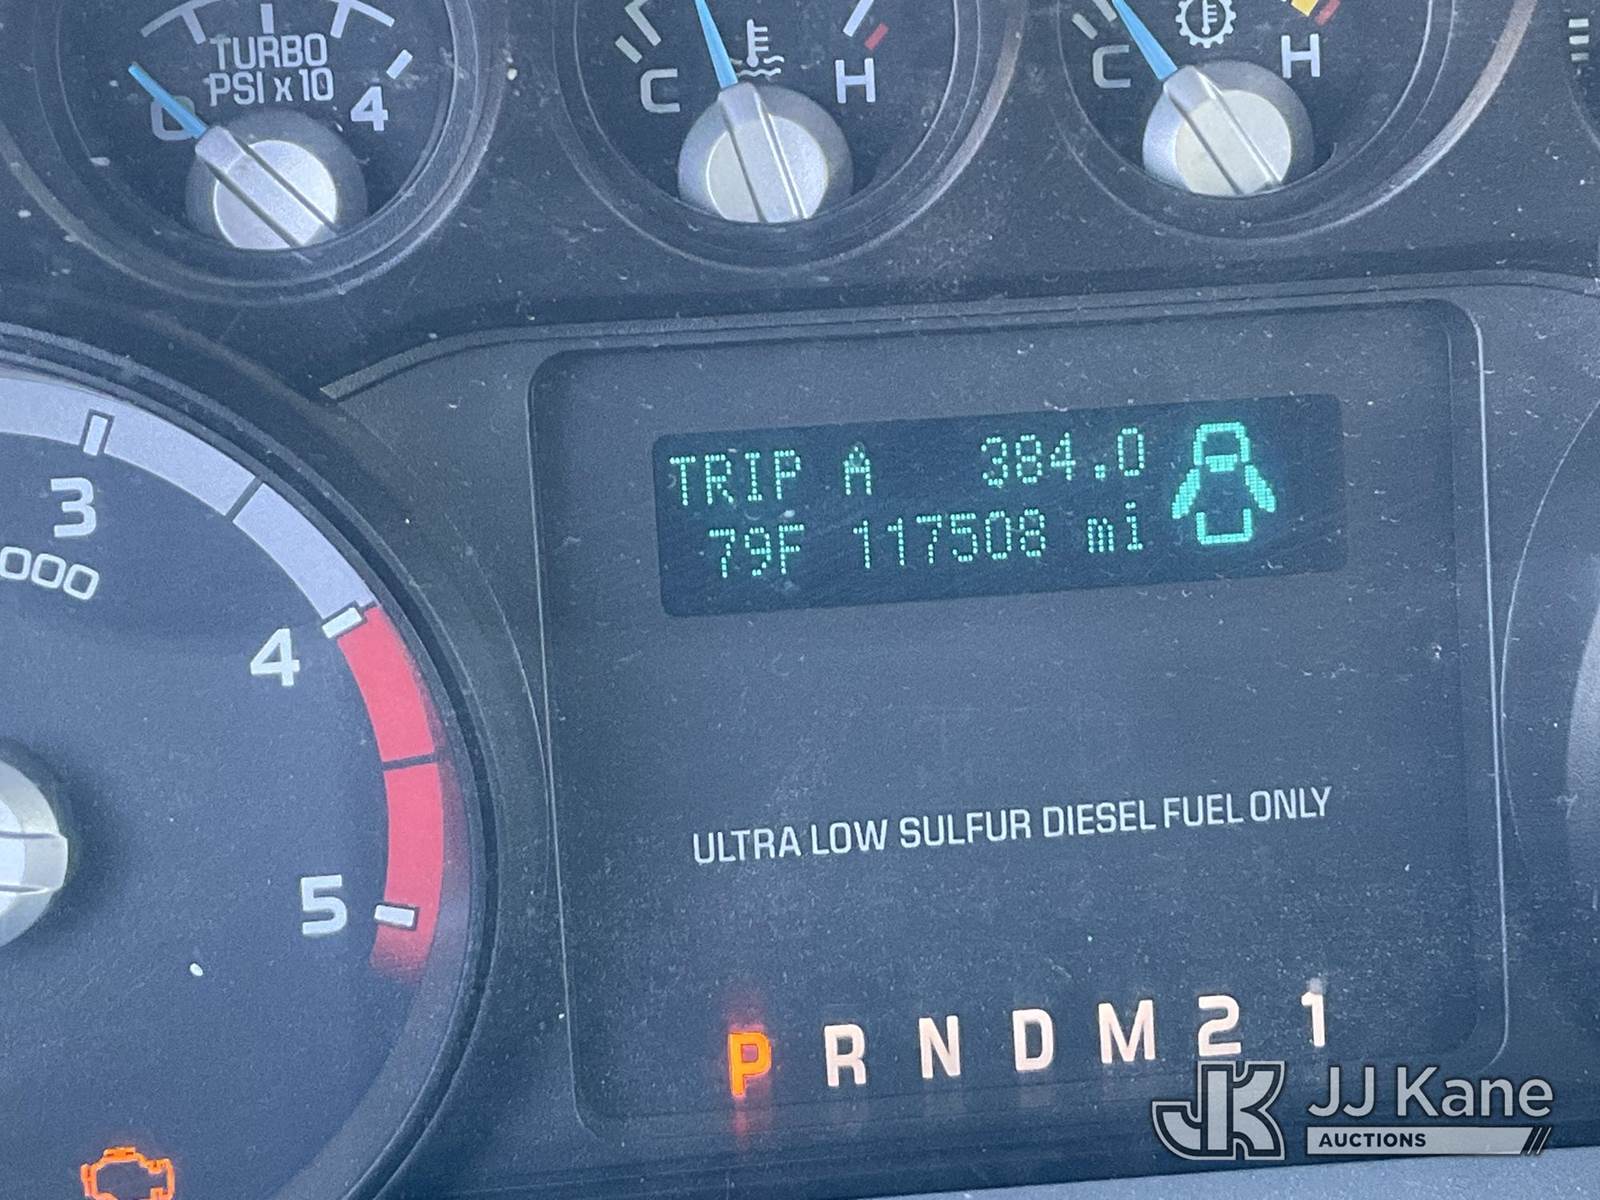 TURBO
PSI x 10
0 4
C H
C H
3
000
4
5
TRIP A 384.0
79F 117508 mi
ULTRA LOW SULFUR DIESEL FUEL ONLY
P R N D M 2 1
JK JJ Kane
AUCTIONS